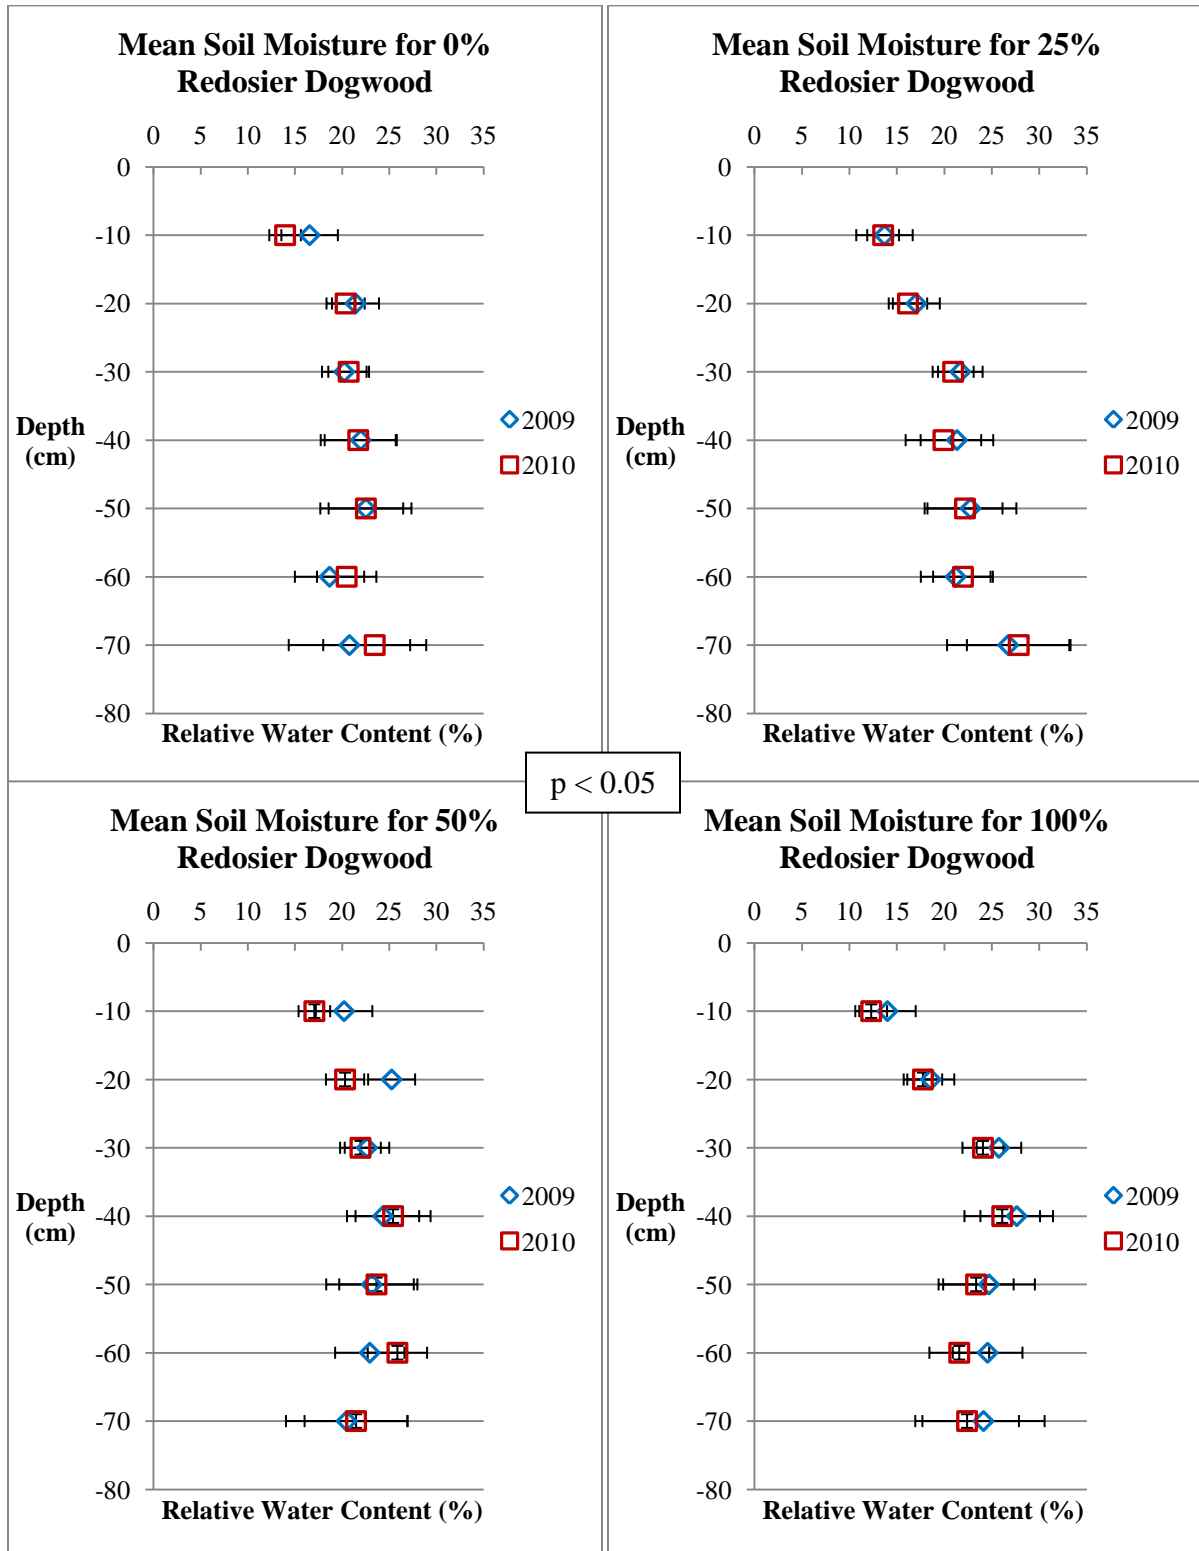 Mean Soil Moisture for 0%
Redosier Dogwood
0 5 10 15 20 25 30 35
0
-10
-20
-30
Depth
(cm)
-40
-50
-60
-70
-80
2009
2010
Relative Water Content (%)
Mean Soil Moisture for 25%
Redosier Dogwood
0 5 10 15 20 25 30 35
0
-10
-20
-30
Depth
(cm)
-40
-50
-60
-70
-80
2009
2010
Relative Water Content (%)
p < 0.05
Mean Soil Moisture for 50%
Redosier Dogwood
0 5 10 15 20 25 30 35
0
-10
-20
-30
Depth
(cm)
-40
-50
-60
-70
-80
2009
2010
Relative Water Content (%)
Mean Soil Moisture for 100%
Redosier Dogwood
0 5 10 15 20 25 30 35
0
-10
-20
-30
Depth
(cm)
-40
-50
-60
-70
-80
2009
2010
Relative Water Content (%)